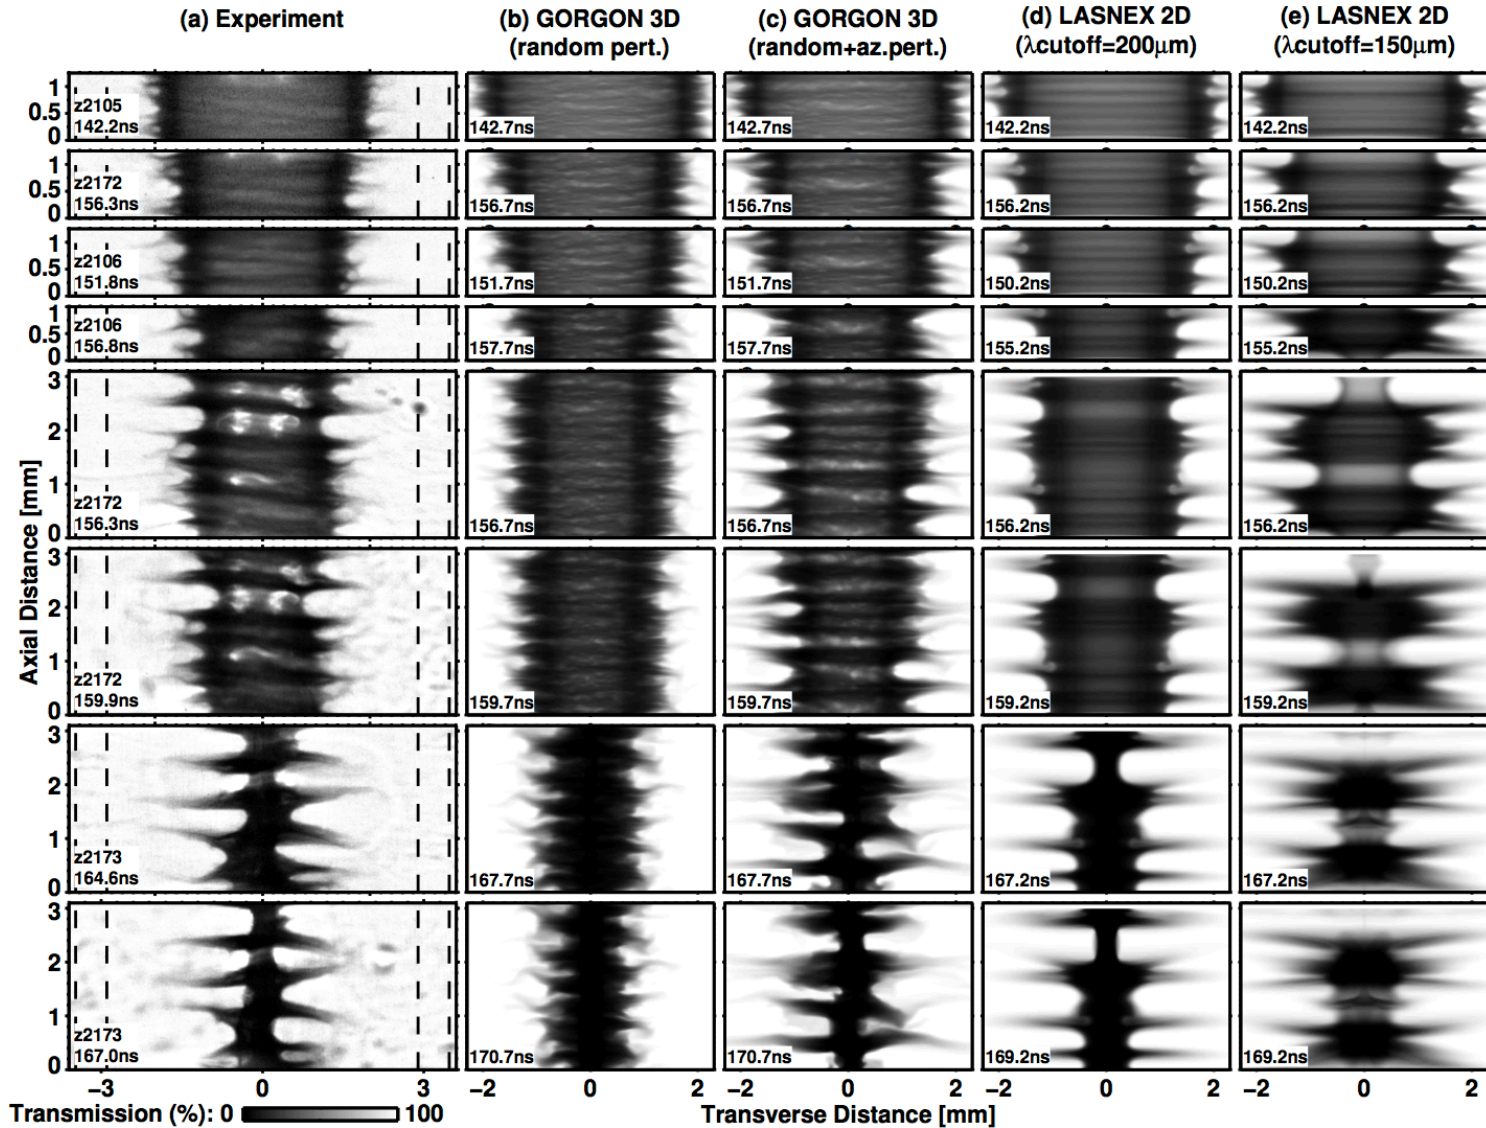 (a) Experiment
(b) GORGON 3D
(random pert.)
(c) GORGON 3D
(random+az.pert.)
(d) LASNEX 2D
(λcutoff=200μm)
(e) LASNEX 2D
(λcutoff=150μm)
1
0.5
0
z2105
142.2ns
142.7ns
142.7ns
142.2ns
142.2ns
1
0.5
0
z2172
156.3ns
156.7ns
156.7ns
156.2ns
156.2ns
1
0.5
0
z2106
151.8ns
151.7ns
151.7ns
150.2ns
150.2ns
1
0.5
0
z2106
156.8ns
157.7ns
157.7ns
155.2ns
155.2ns
3
2
1
0
z2172
156.3ns
156.7ns
156.7ns
156.2ns
156.2ns
Axial Distance [mm]
3
2
1
0
z2172
159.9ns
159.7ns
159.7ns
159.2ns
159.2ns
3
2
1
0
z2173
164.6ns
167.7ns
167.7ns
167.2ns
167.2ns
3
2
1
0
z2173
167.0ns
170.7ns
170.7ns
169.2ns
169.2ns
−3 0 3
−2 0 2
−2 0 2
−2 0 2
−2 0 2
Transmission (%): 0 100
Transverse Distance [mm]